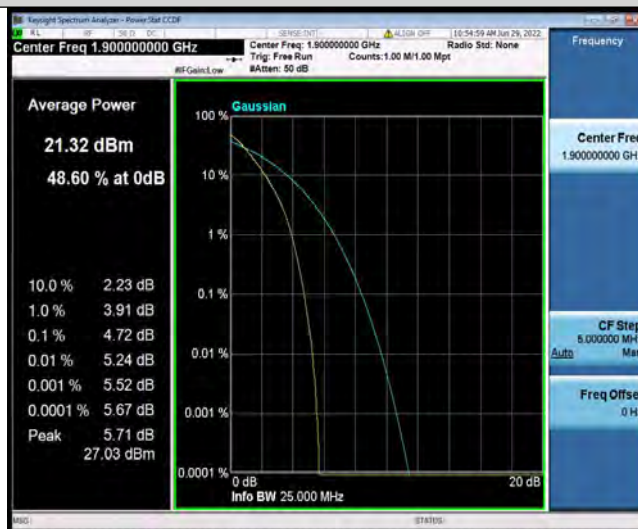 Keysight Spectrum Analyzer - Power Stat CCDF
RL RF 50 Ω DC SENSE:INT ALIGN OFF 10:54:59 AM Jun 29, 2022
Center Freq 1.900000000 GHz
Center Freq: 1.900000000 GHz
Radio Std: None
Trig: Free Run
Counts:1.00 M/1.00 Mpt
#IFGain:Low
#Atten: 50 dB
Average Power
21.32 dBm
48.60 % at 0dB
10.0 % 2.23 dB
1.0 % 3.91 dB
0.1 % 4.72 dB
0.01 % 5.24 dB
0.001 % 5.52 dB
0.0001 % 5.67 dB
Peak 5.71 dB
27.03 dBm
Gaussian
100 %
10 %
1 %
0.1 %
0.01 %
0.001 %
0.0001 %
0 dB
20 dB
Info BW 25.000 MHz
Frequency
Center Freq
1.900000000 GH
CF Step
5.000000 MH
Auto Ma
Freq Offse
0 H
MSG
STATUS